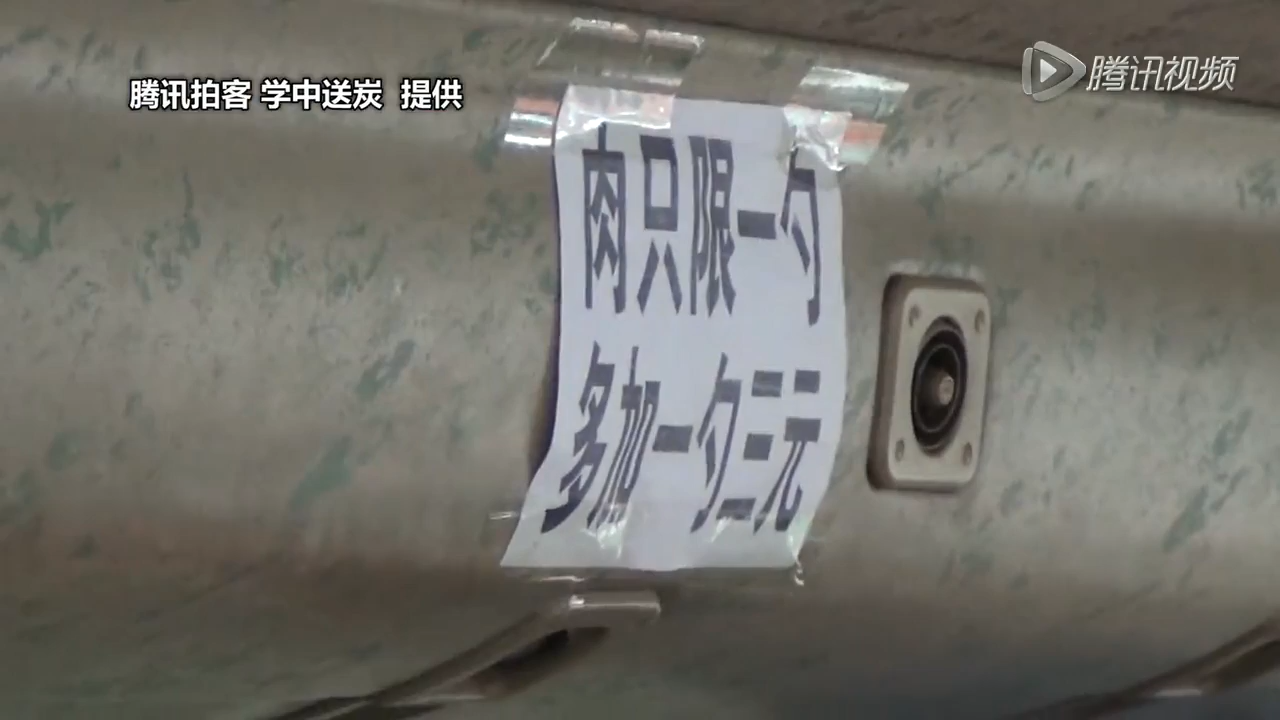 腾讯拍客 学中送炭 提供
腾讯视频
肉只限一勺
多加一勺三元